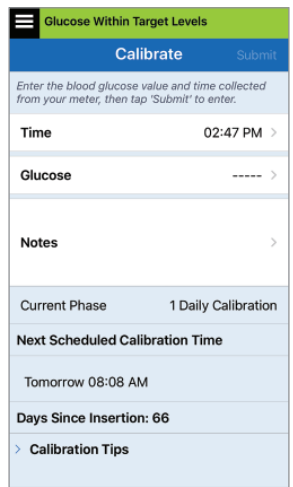 Glucose Within Target Levels
Calibrate Submit
Enter the blood glucose value and time collected
from your meter, then tap 'Submit' to enter.
Time 02:47 PM >
Glucose ----- >
Notes >
Current Phase 1 Daily Calibration
Next Scheduled Calibration Time
Tomorrow 08:08 AM
Days Since Insertion: 66
> Calibration Tips